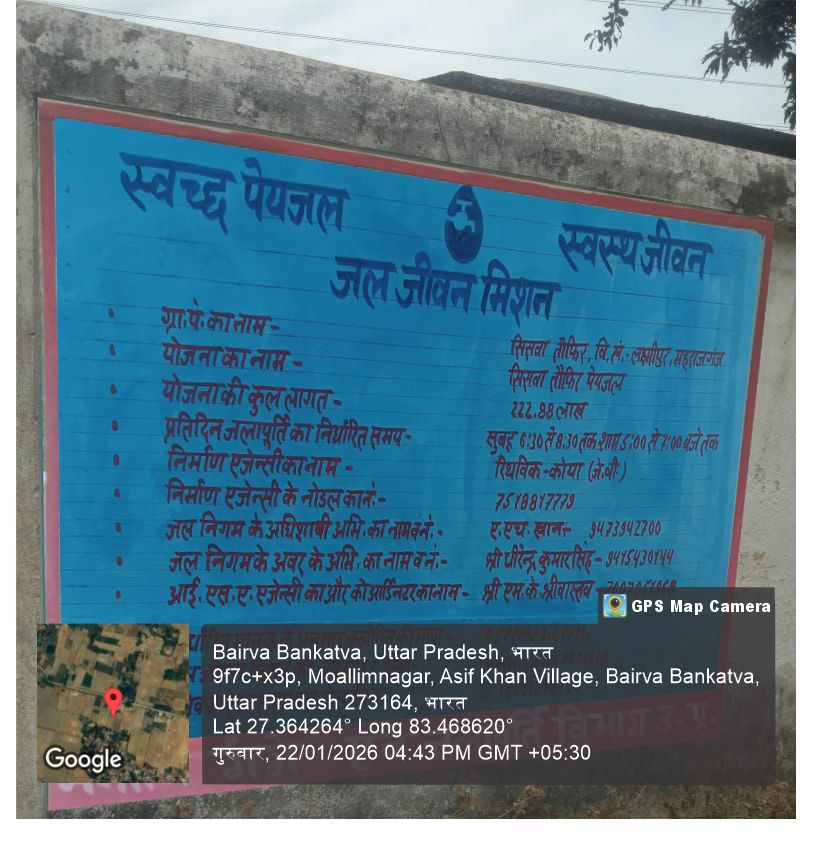 स्वच्छ पेयजल
स्वस्थ जीवन
जल जीवन मिशन
ग्रा.पं. का नाम - सिसवा तौफिर, वि.खं.- लक्ष्मीपुर, महराजगंज
योजना का नाम - सिसवा तौफिर पेयजल
योजना की कुल लागत - 222.88 लाख
प्रतिदिन जलापूर्ति का निर्धारित समय - सुबह 6:30 से 8:30 तक शाम 5:00 से 7:00 बजे तक
निर्माण एजेन्सी का नाम - रिथविक-कोया (जे.वी.)
निर्माण एजेन्सी के नोडल का नं:- 7518817779
जल निगम के अधिशाषी अभि. का नाम व नं:- ए.एच. खान - 9473942700
जल निगम के अवर के अभि. का नाम व नं:- श्री धीरेन्द्र कुमार सिंह - 9415430144
आई. एस. ए. एजेन्सी का और कोआर्डिनेटर का नाम - श्री एम. के. श्रीवास्तव -
GPS Map Camera
Bairva Bankatva, Uttar Pradesh, भारत
9f7c+x3p, Moallimnagar, Asif Khan Village, Bairva Bankatva,
Uttar Pradesh 273164, भारत
Lat 27.364264° Long 83.468620°
गुरुवार, 22/01/2026 04:43 PM GMT +05:30
Google